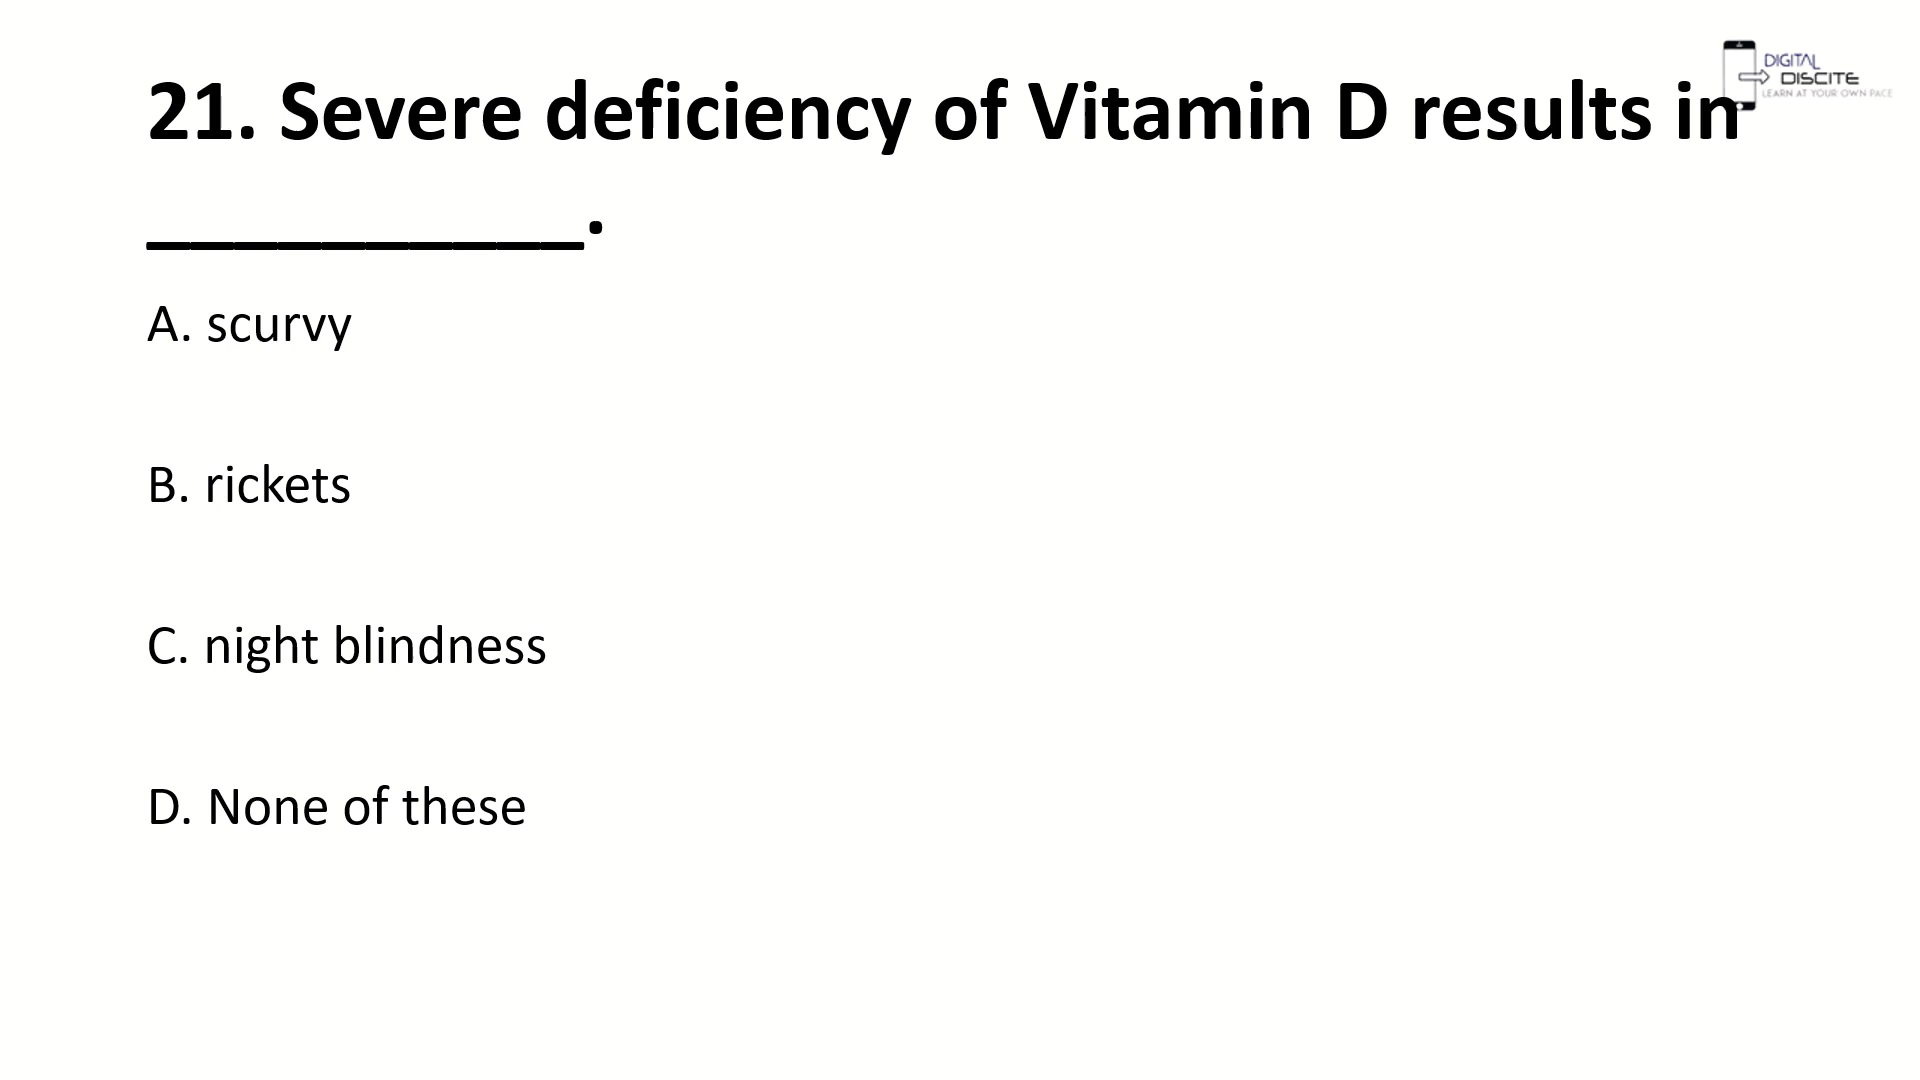 21. Severe deficiency of Vitamin D results in
__________.
A. scurvy
B. rickets
C. night blindness
D. None of these
DIGITAL
DISCITE
LEARN AT YOUR OWN PACE